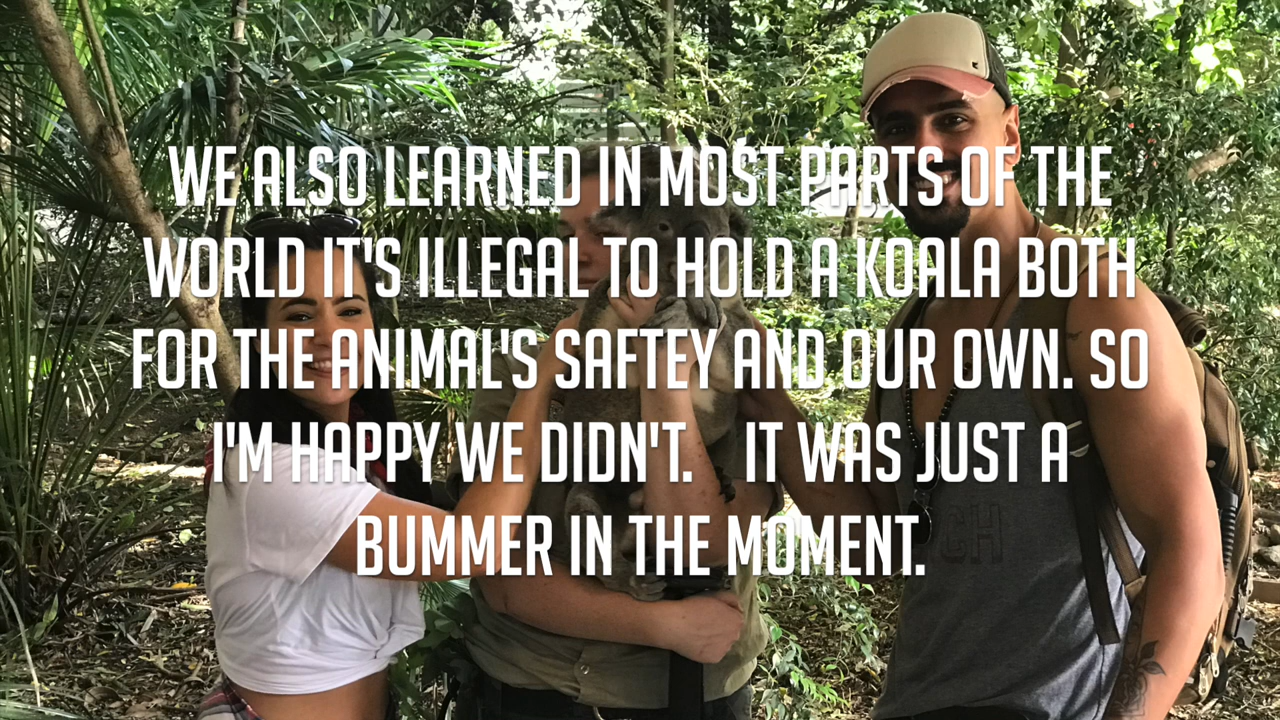 WE ALSO LEARNED IN MOST PARTS OF THE
WORLD IT'S ILLEGAL TO HOLD A KOALA BOTH
FOR THE ANIMAL'S SAFTEY AND OUR OWN. SO
I'M HAPPY WE DIDN'T. IT WAS JUST A
BUMMER IN THE MOMENT.